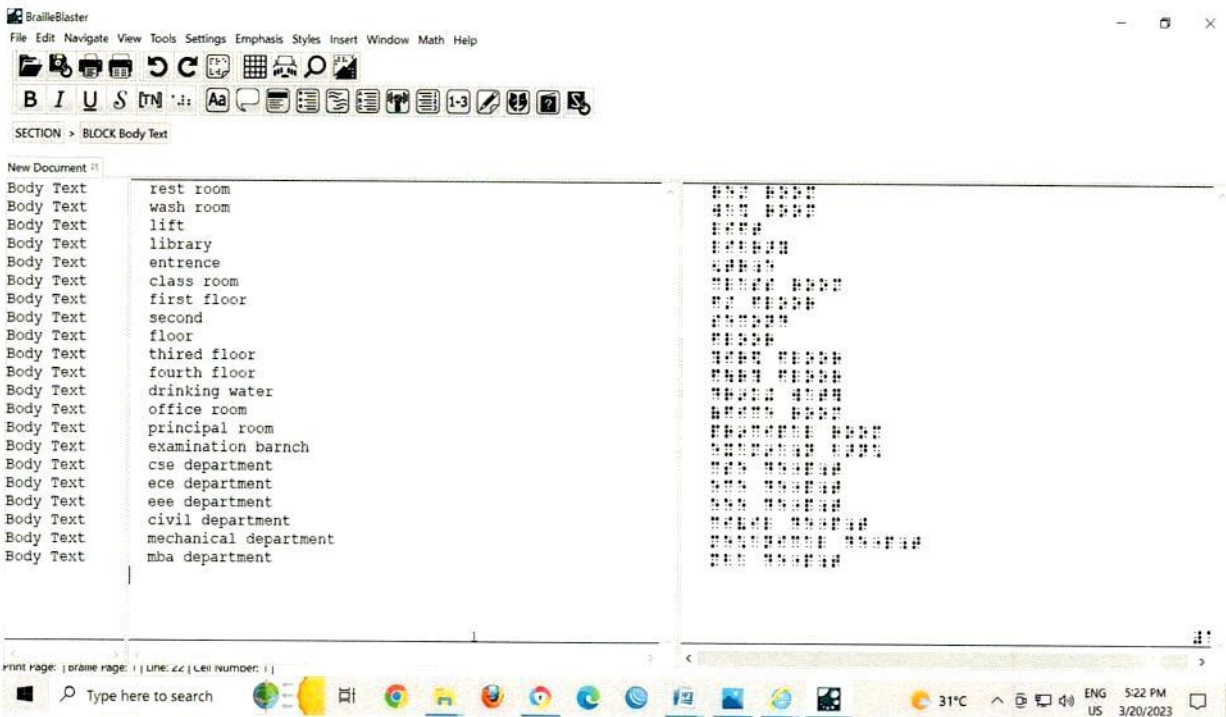 BrailleBlaster
File Edit Navigate View Tools Settings Emphasis Styles Insert Window Math Help
B I U S [TN] Aa 1-3
SECTION > BLOCK Body Text
New Document
Body Text rest room
Body Text wash room
Body Text lift
Body Text library
Body Text entrence
Body Text class room
Body Text first floor
Body Text second
Body Text floor
Body Text thired floor
Body Text fourth floor
Body Text drinking water
Body Text office room
Body Text principal room
Body Text examination barnch
Body Text cse department
Body Text ece department
Body Text eee department
Body Text civil department
Body Text mechanical department
Body Text mba department
1
Print Page: | Braille Page: 1 | Line: 22 | Cell Number: 1 |
Type here to search
31°C
ENG 5:22 PM
US 3/20/2023